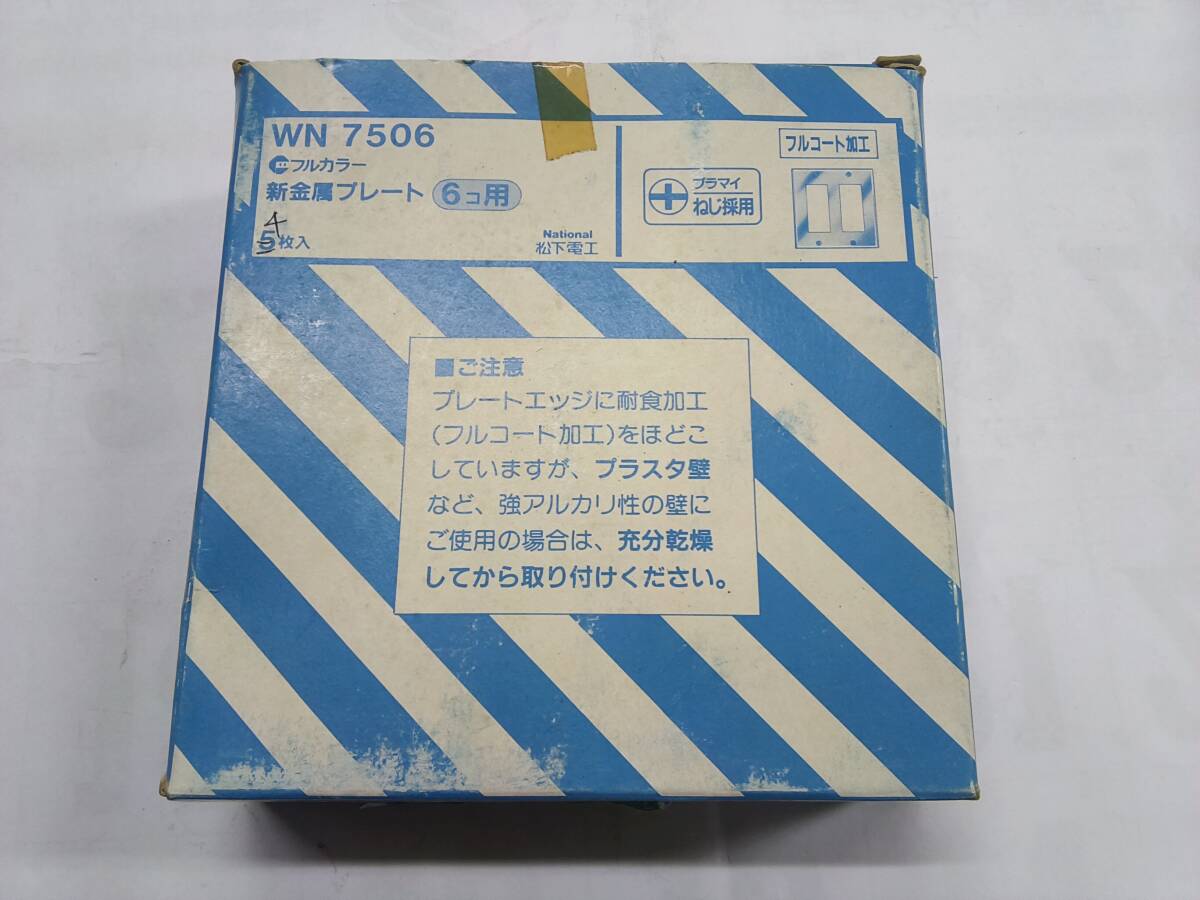 WN 7506
フルカラー
新金属プレート 6コ用
4
5枚入
National
松下電工
プラマイ
ねじ採用
フルコート加工
■ご注意
プレートエッジに耐食加工
(フルコート加工)をほどこ
していますが、プラスタ壁
など、強アルカリ性の壁に
ご使用の場合は、充分乾燥
してから取り付けください。